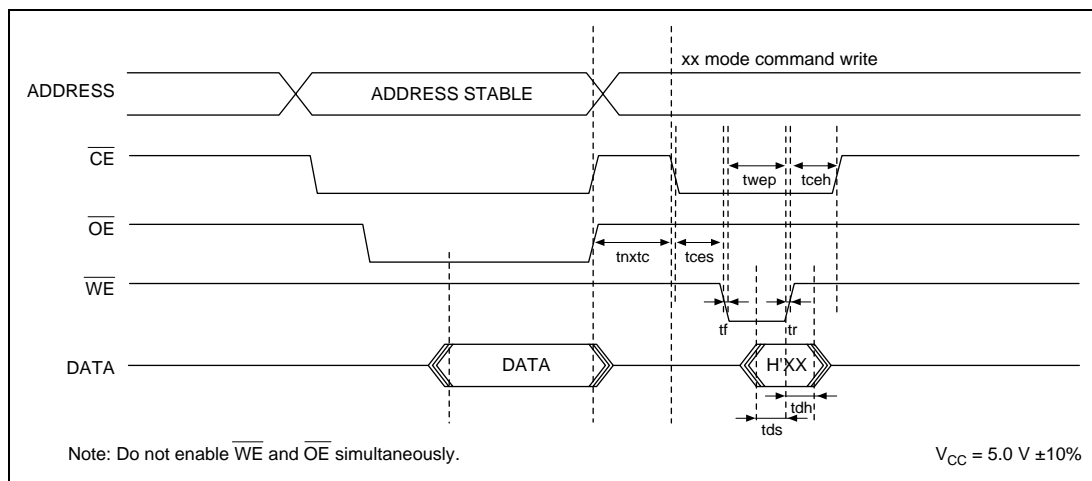 xx mode command write
ADDRESS
ADDRESS STABLE
CE
twep
tceh
OE
tnxtc
tces
WE
tf
tr
DATA
DATA
H'XX
tdh
tds
Note: Do not enable WE and OE simultaneously.
VCC = 5.0 V ±10%